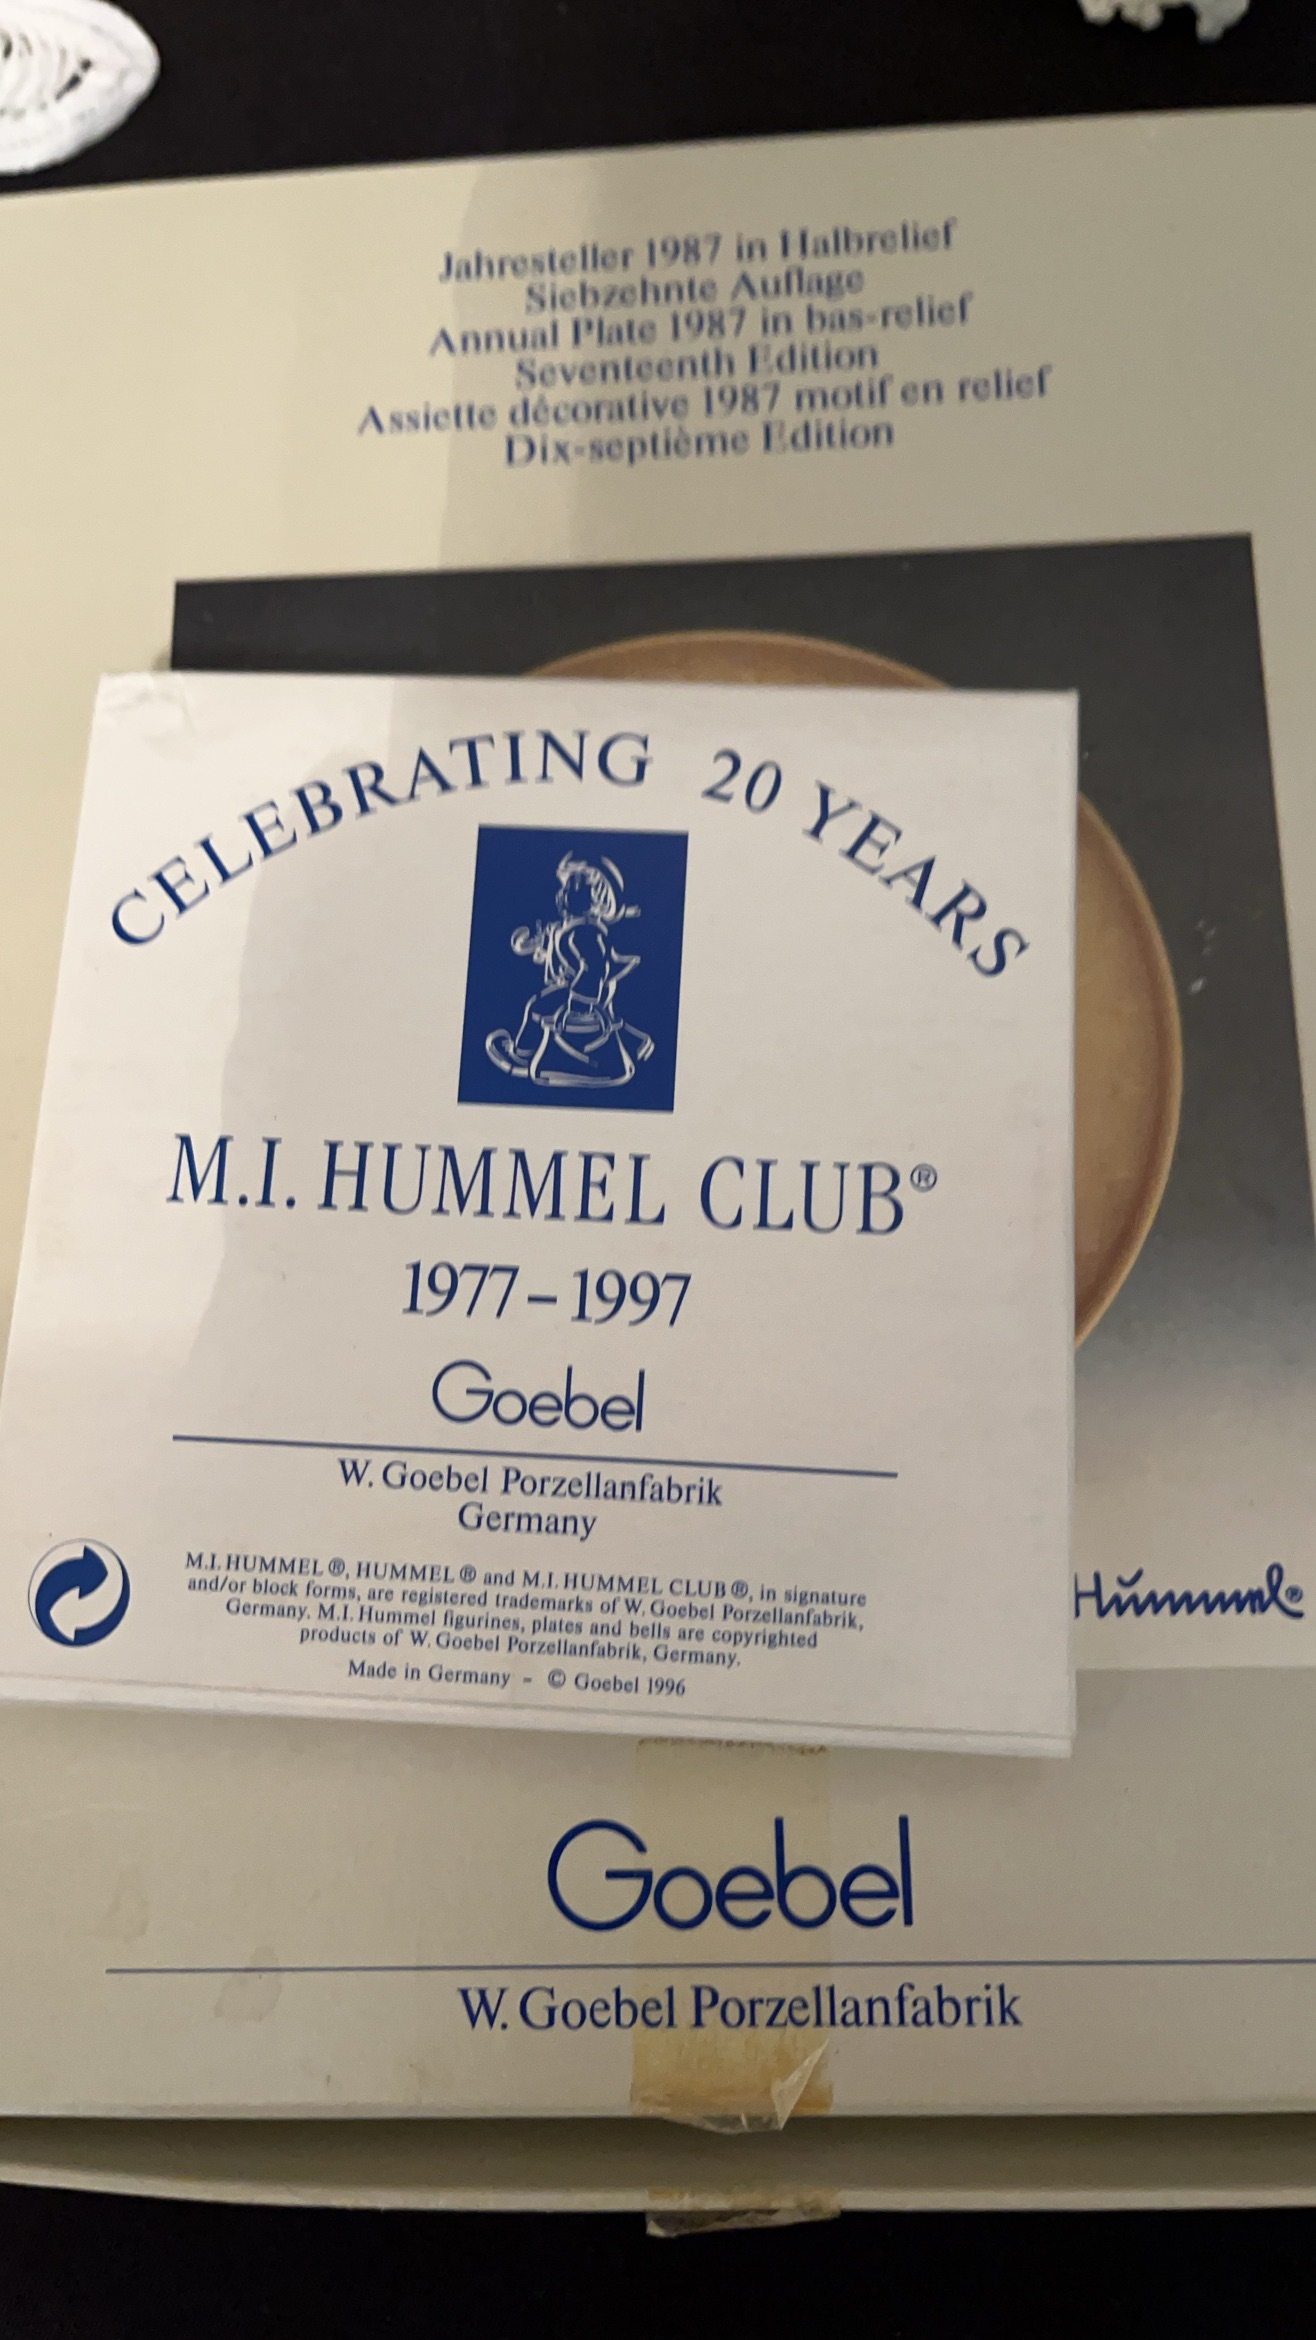 Jahresteller 1987 in Halbrelief
Siebzehnte Auflage
Annual Plate 1987 in bas-relief
Seventeenth Edition
Assiette décorative 1987 motif en relief
Dix-septième Edition
CELEBRATING 20 YEARS
M.I. HUMMEL CLUB®
1977–1997
Goebel
W. Goebel Porzellanfabrik
Germany
M.I. HUMMEL ®, HUMMEL ® and M.I. HUMMEL CLUB ®, in signature
and/or block forms, are registered trademarks of W. Goebel Porzellanfabrik,
Germany. M.I. Hummel figurines, plates and bells are copyrighted
products of W. Goebel Porzellanfabrik, Germany.
Made in Germany - © Goebel 1996
Hummel®
Goebel
W. Goebel Porzellanfabrik